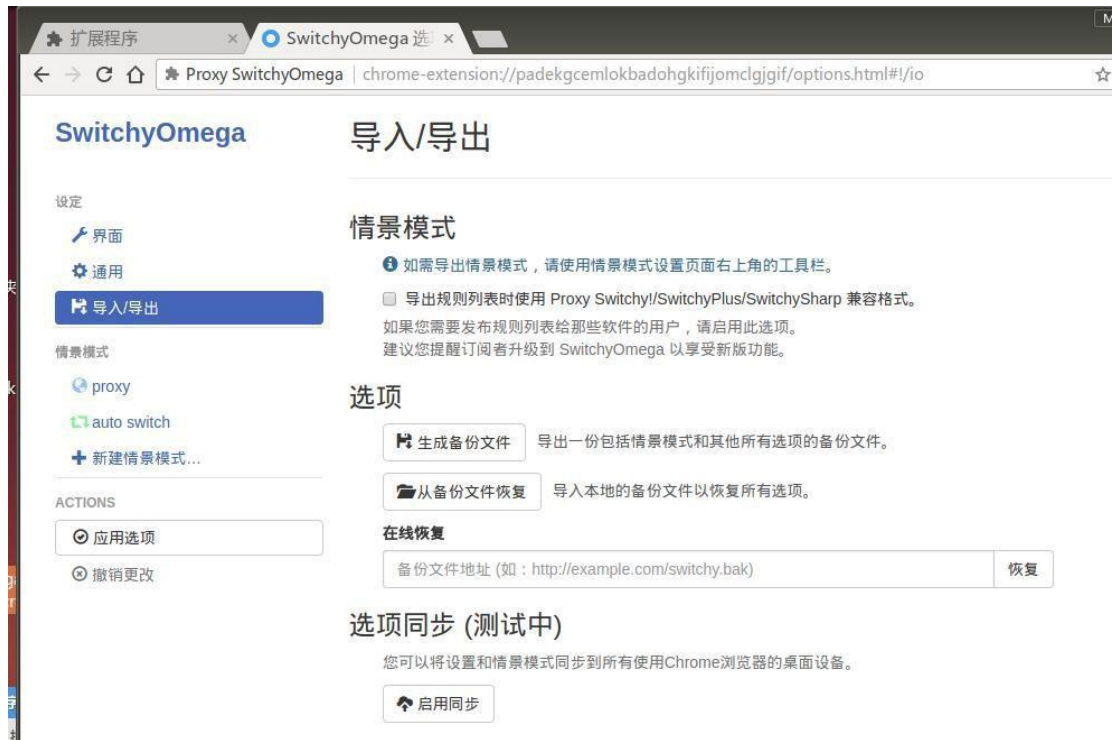 扩展程序
SwitchyOmega 选
Proxy SwitchyOmega
chrome-extension://padekgcemlokbadohgkifijomclgjgif/options.html#!/io
SwitchyOmega
设定
界面
通用
导入/导出
情景模式
proxy
auto switch
新建情景模式...
ACTIONS
应用选项
撤销更改
导入/导出
情景模式
如需导出情景模式，请使用情景模式设置页面右上角的工具栏。
导出规则列表时使用 Proxy Switchy!/SwitchyPlus/SwitchySharp 兼容格式。
如果您需要发布规则列表给那些软件的用户，请启用此选项。
建议您提醒订阅者升级到 SwitchyOmega 以享受新版功能。
选项
生成备份文件 导出一份包括情景模式和其他所有选项的备份文件。
从备份文件恢复 导入本地的备份文件以恢复所有选项。
在线恢复
备份文件地址 (如：http://example.com/switchy.bak) 恢复
选项同步 (测试中)
您可以将设置和情景模式同步到所有使用Chrome浏览器的桌面设备。
启用同步